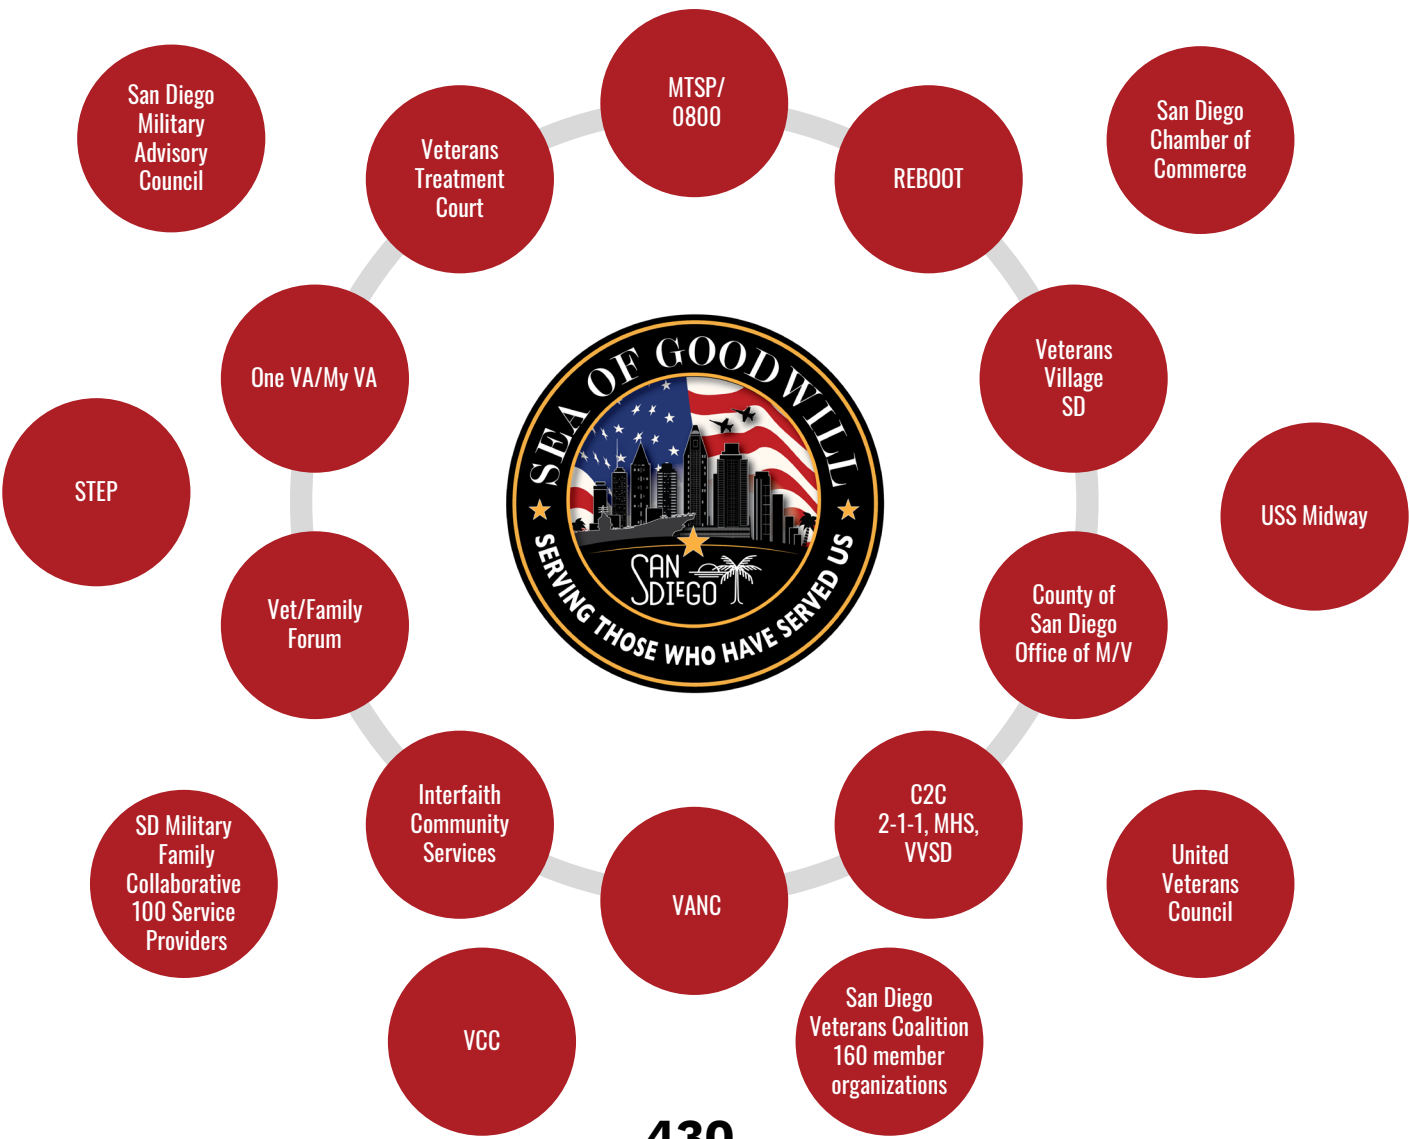 MTSP/
0800
San Diego
Military
Advisory
Council
Veterans
Treatment
Court
REBOOT
San Diego
Chamber of
Commerce
One VA/My VA
Veterans
Village
SD
STEP
USS Midway
SEA OF GOODWILL
SAN
DIEGO
SERVING THOSE WHO HAVE SERVED US
Vet/Family
Forum
County of
San Diego
Office of M/V
Interfaith
Community
Services
C2C
2-1-1, MHS,
VVSD
VANC
SD Military
Family
Collaborative
100 Service
Providers
United
Veterans
Council
VCC
San Diego
Veterans Coalition
160 member
organizations
430